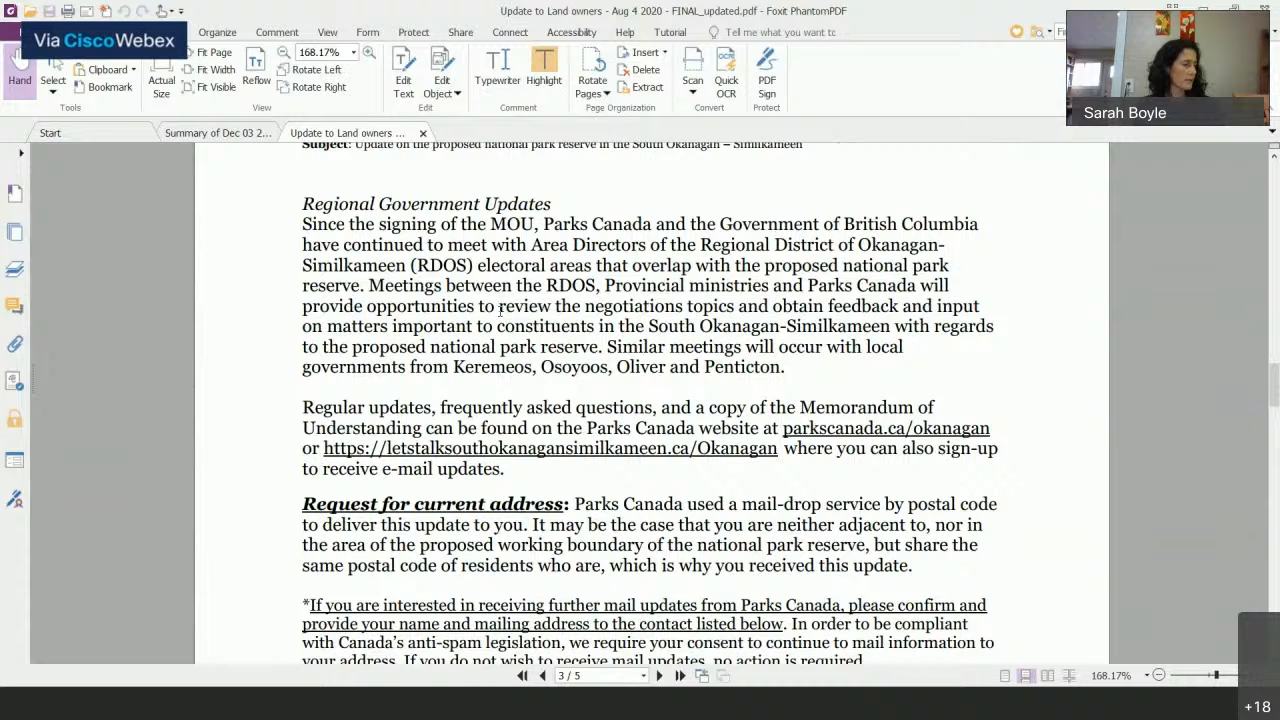 Update to Land owners - Aug 4 2020 - FINAL_updated.pdf - Foxit PhantomPDF
Via CiscoWebex
Organize Comment View Form Protect Share Connect Accessibility Help Tutorial Tell me what you want tc
Hand
Select
Clipboard
Bookmark
Tools
Actual Size
Fit Page
Fit Width
Fit Visible
Reflow
168.17%
Rotate Left
Rotate Right
View
Edit Text
Edit Object
Edit
Typewriter
Highlight
Comment
Rotate Pages
Insert
Delete
Extract
Page Organization
Scan
Quick OCR
Convert
PDF Sign
Protect
Sarah Boyle
Start
Summary of Dec 03 2...
Update to Land owners ...
Subject: Update on the proposed national park reserve in the South Okanagan – Similkameen
Regional Government Updates
Since the signing of the MOU, Parks Canada and the Government of British Columbia
have continued to meet with Area Directors of the Regional District of Okanagan-
Similkameen (RDOS) electoral areas that overlap with the proposed national park
reserve. Meetings between the RDOS, Provincial ministries and Parks Canada will
provide opportunities to review the negotiations topics and obtain feedback and input
on matters important to constituents in the South Okanagan-Similkameen with regards
to the proposed national park reserve. Similar meetings will occur with local
governments from Keremeos, Osoyoos, Oliver and Penticton.
Regular updates, frequently asked questions, and a copy of the Memorandum of
Understanding can be found on the Parks Canada website at parkscanada.ca/okanagan
or https://letstalksouthokanagansimilkameen.ca/Okanagan where you can also sign-up
to receive e-mail updates.
Request for current address: Parks Canada used a mail-drop service by postal code
to deliver this update to you. It may be the case that you are neither adjacent to, nor in
the area of the proposed working boundary of the national park reserve, but share the
same postal code of residents who are, which is why you received this update.
*If you are interested in receiving further mail updates from Parks Canada, please confirm and
provide your name and mailing address to the contact listed below. In order to be compliant
with Canada's anti-spam legislation, we require your consent to continue to mail information to
your address. If you do not wish to receive mail updates, no action is required.
3 / 5
168.17%
+18